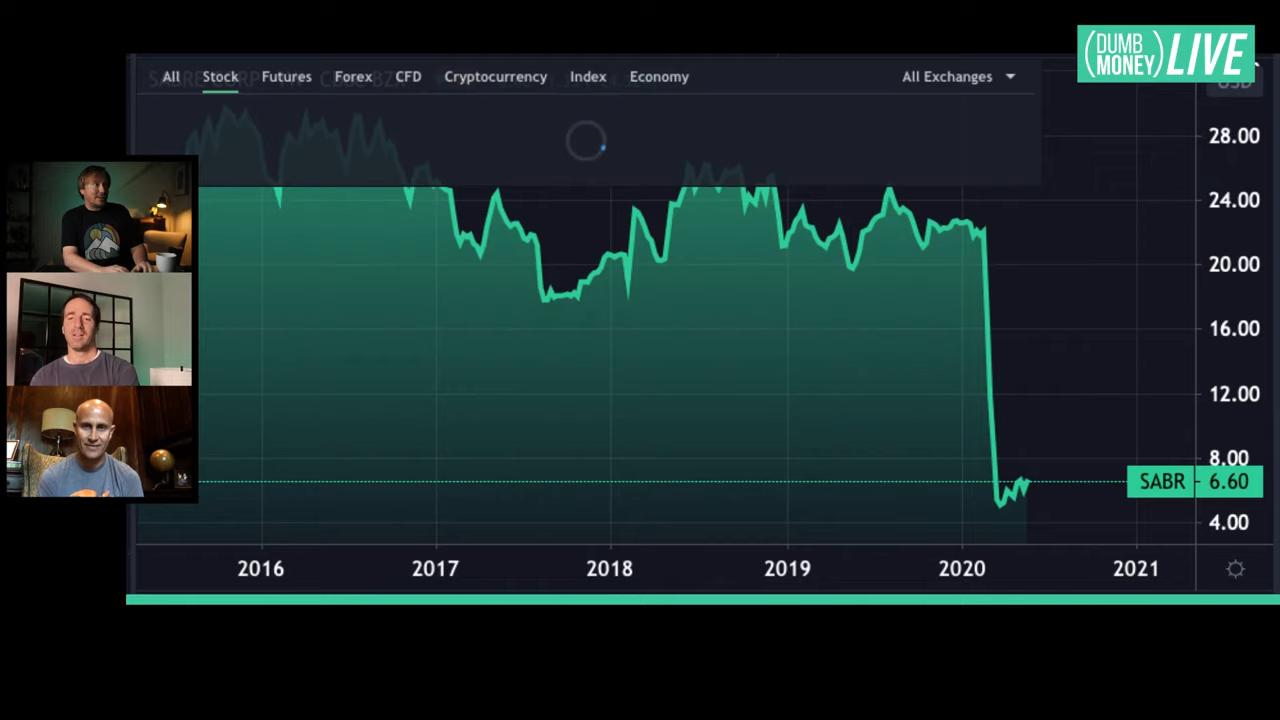 (DUMB MONEY) LIVE
All Stock Futures Forex CFD Cryptocurrency Index Economy All Exchanges
USD
28.00
24.00
20.00
16.00
12.00
8.00
SABR - 6.60
4.00
2016 2017 2018 2019 2020 2021